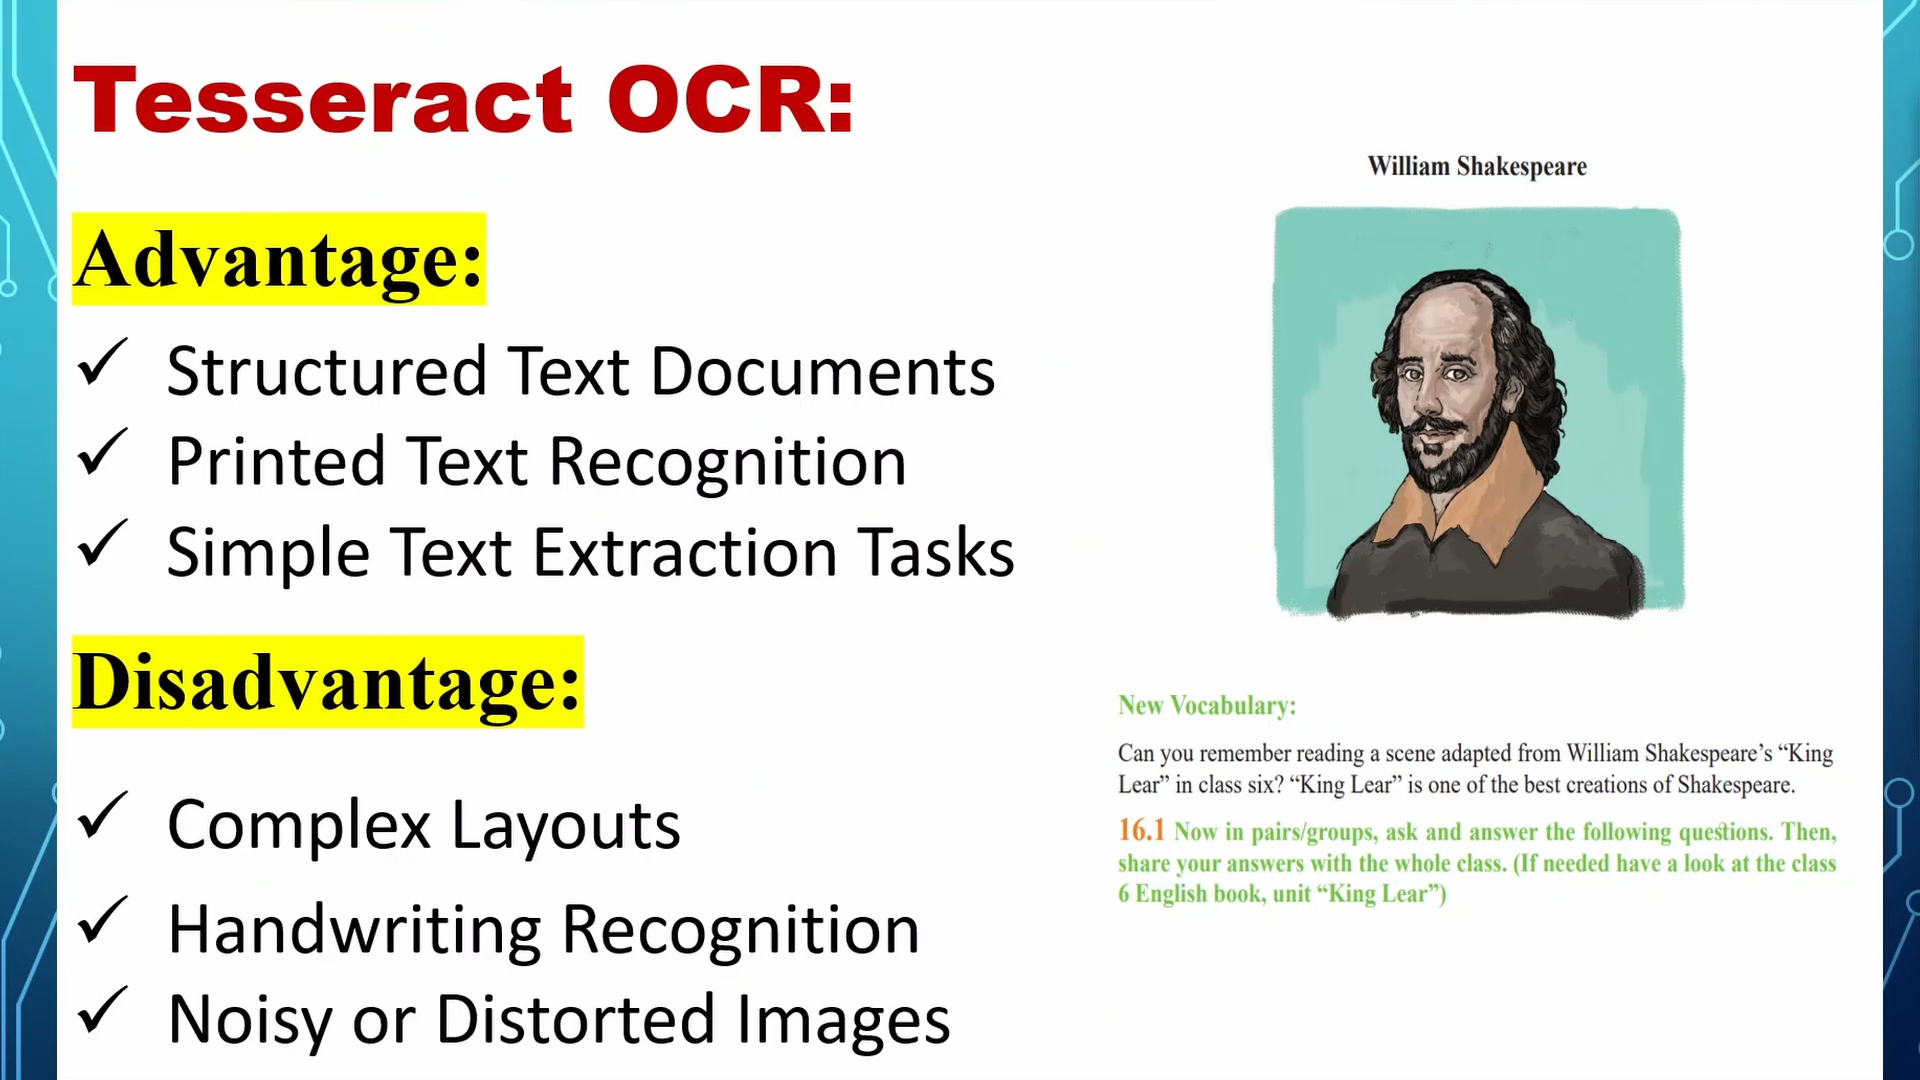 Tesseract OCR:
Advantage:
Structured Text Documents
Printed Text Recognition
Simple Text Extraction Tasks
Disadvantage:
Complex Layouts
Handwriting Recognition
Noisy or Distorted Images
William Shakespeare
New Vocabulary:
Can you remember reading a scene adapted from William Shakespeare’s “King
Lear” in class six? “King Lear” is one of the best creations of Shakespeare.
16.1 Now in pairs/groups, ask and answer the following questions. Then,
share your answers with the whole class. (If needed have a look at the class
6 English book, unit “King Lear”)